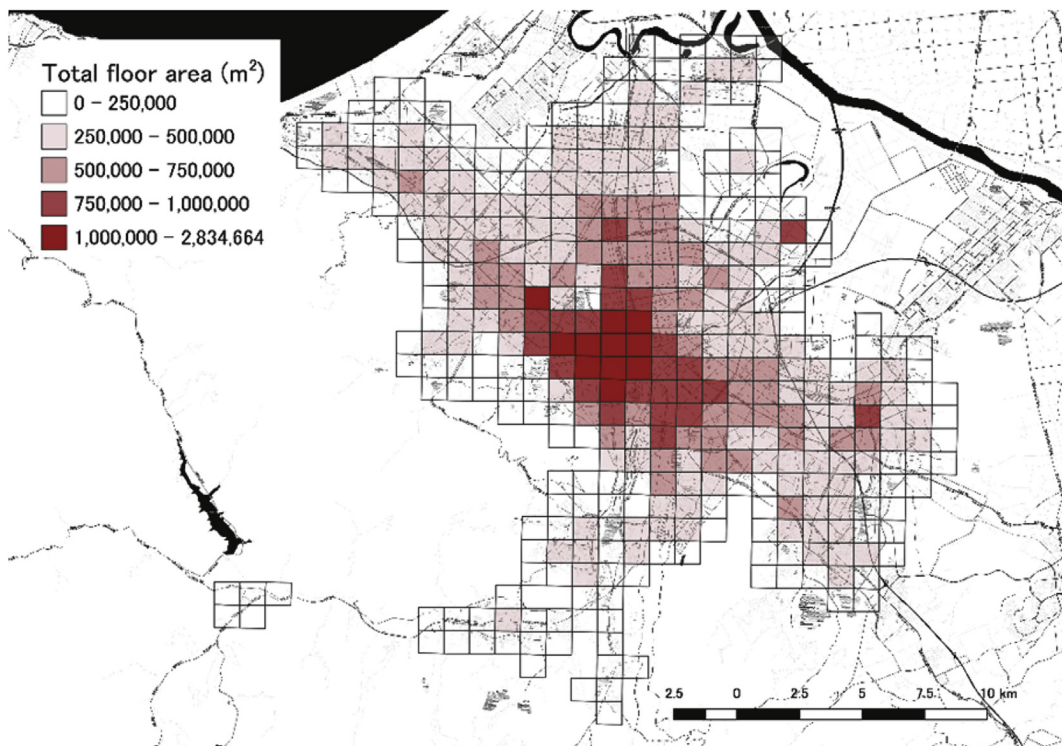 Total floor area (m²)
0 – 250,000
250,000 – 500,000
500,000 – 750,000
750,000 – 1,000,000
1,000,000 – 2,834,664
2.5 0 2.5 5 7.5 10 km